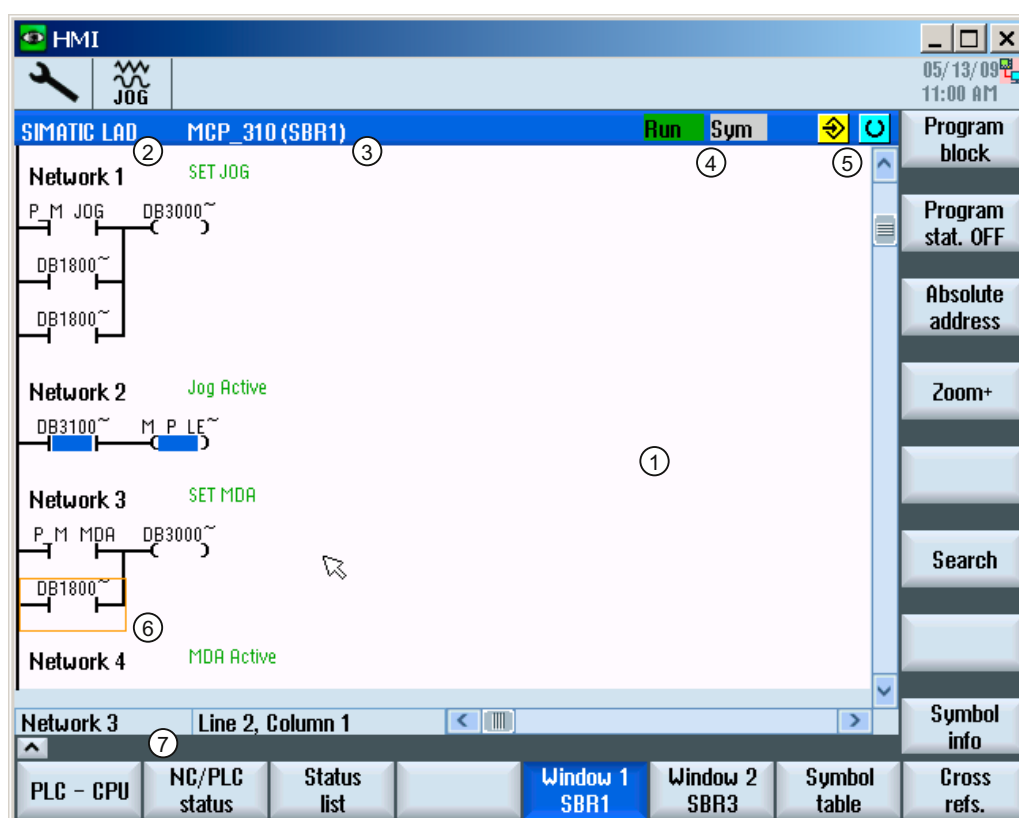 HMI
JOG
05/13/09
11:00 AM
SIMATIC LAD MCP_310 (SBR1) Run Sym
2
3
4
5
Program block
Program stat. OFF
Absolute address
Zoom+
Search
Symbol info
Network 1 SET JOG
P_M JOG DB3000~
DB1800~
DB1800~
Network 2 Jog Active
DB3100~ M P LE~
1
Network 3 SET MDA
P_M MDA DB3000~
DB1800~
6
Network 4 MDA Active
Network 3 Line 2, Column 1
7
PLC - CPU
NC/PLC status
Status list
Window 1 SBR1
Window 2 SBR3
Symbol table
Cross refs.